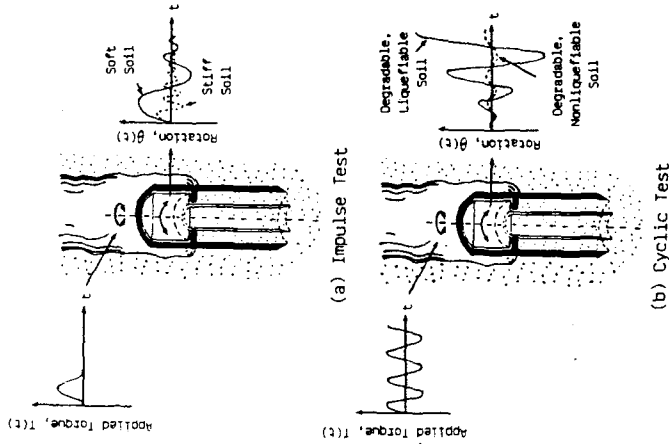 Applied Torque, T(t)
t
t
Rotation, θ(t)
Soft
Soil
Stiff
Soil
(a) Impulse Test
Applied Torque, T(t)
t
t
Rotation, θ(t)
Degradable,
Liquefiable
Soil
Degradable,
Nonliquefiable
Soil
(b) Cyclic Test